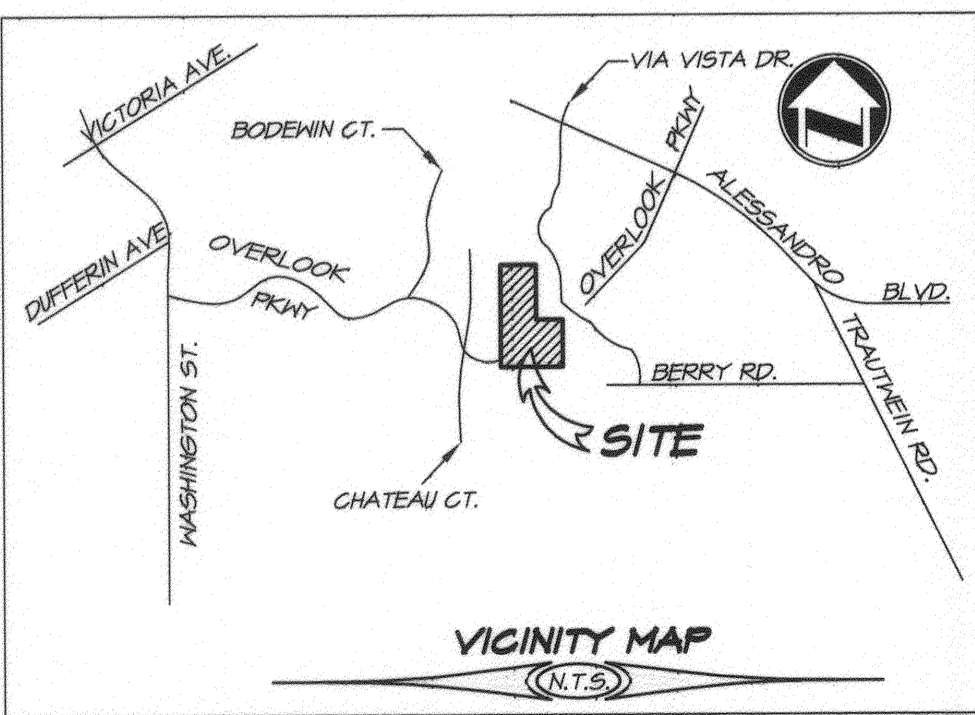 VICTORIA AVE.
VIA VISTA DR.
BODEWIN CT.
OVERLOOK PKWY
ALESSANDRO BLVD.
DUFFERIN AVE
OVERLOOK
PKWY
BERRY RD.
TRAUTWEIN RD.
WASHINGTON ST.
SITE
CHATEAU CT.
VICINITY MAP
N.T.S.